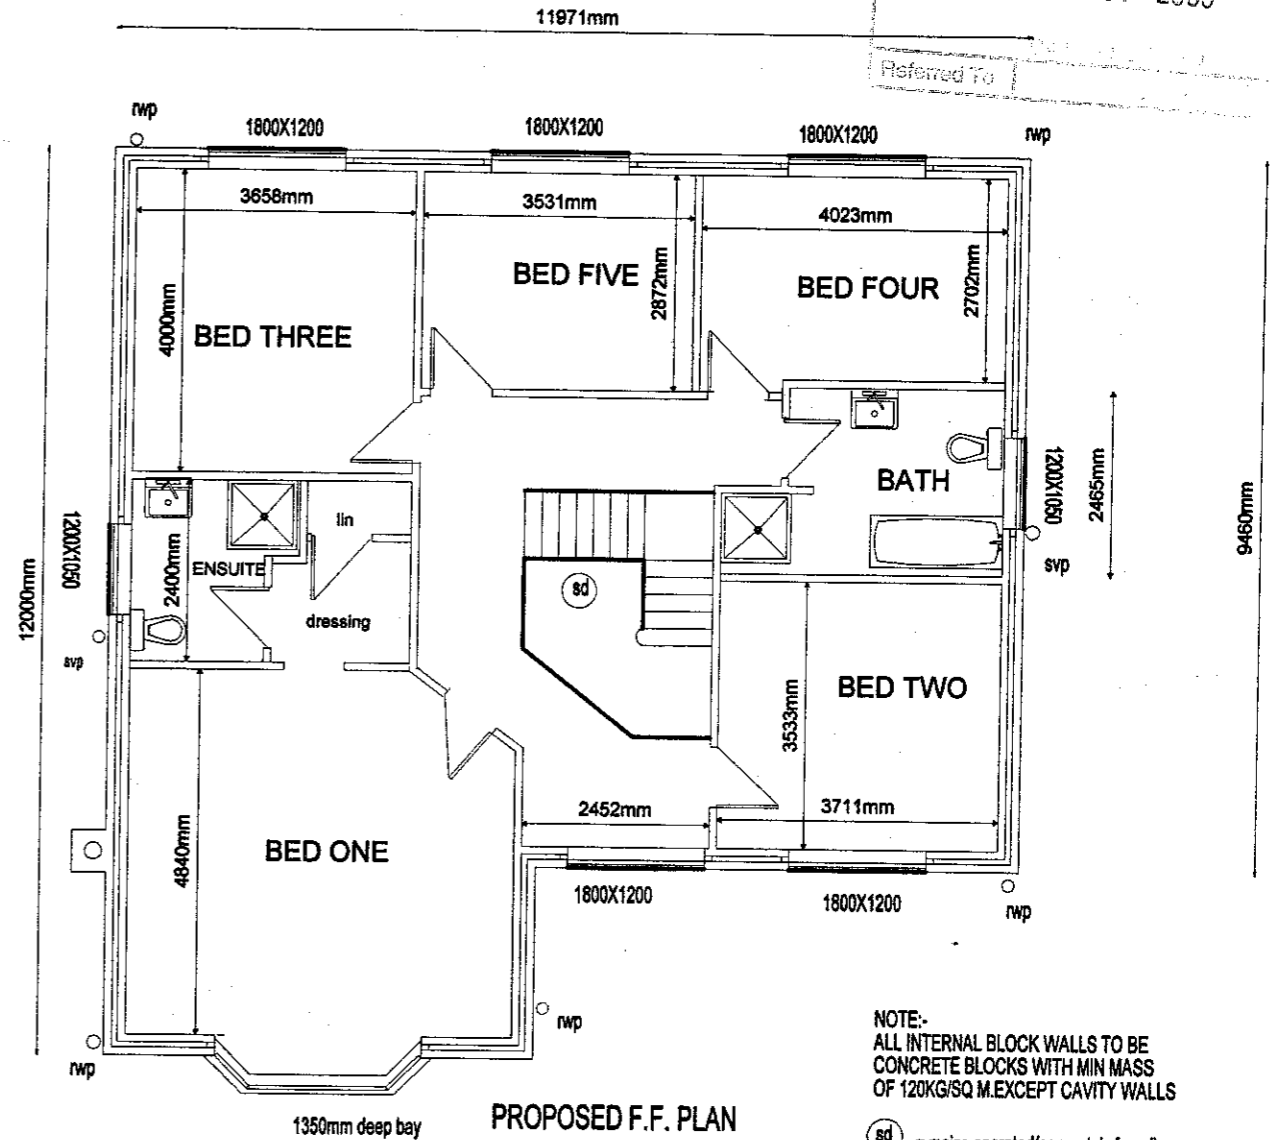 11971mm
Referred To
rwp
1800X1200
1800X1200
1800X1200
rwp
3658mm
3531mm
4023mm
BED FIVE
BED FOUR
2872mm
2702mm
4000mm
BED THREE
BATH
1200X1050
2465mm
9460mm
lin
1200X1050
2400mm
ENSUITE
svp
sd
12000mm
dressing
svp
BED TWO
3533mm
2452mm
3711mm
BED ONE
4840mm
1800X1200
1800X1200
rwp
rwp
rwp
NOTE:-
ALL INTERNAL BLOCK WALLS TO BE
CONCRETE BLOCKS WITH MIN MASS
OF 120KG/SQ M.EXCEPT CAVITY WALLS
1350mm deep bay
PROPOSED F.F. PLAN
sd